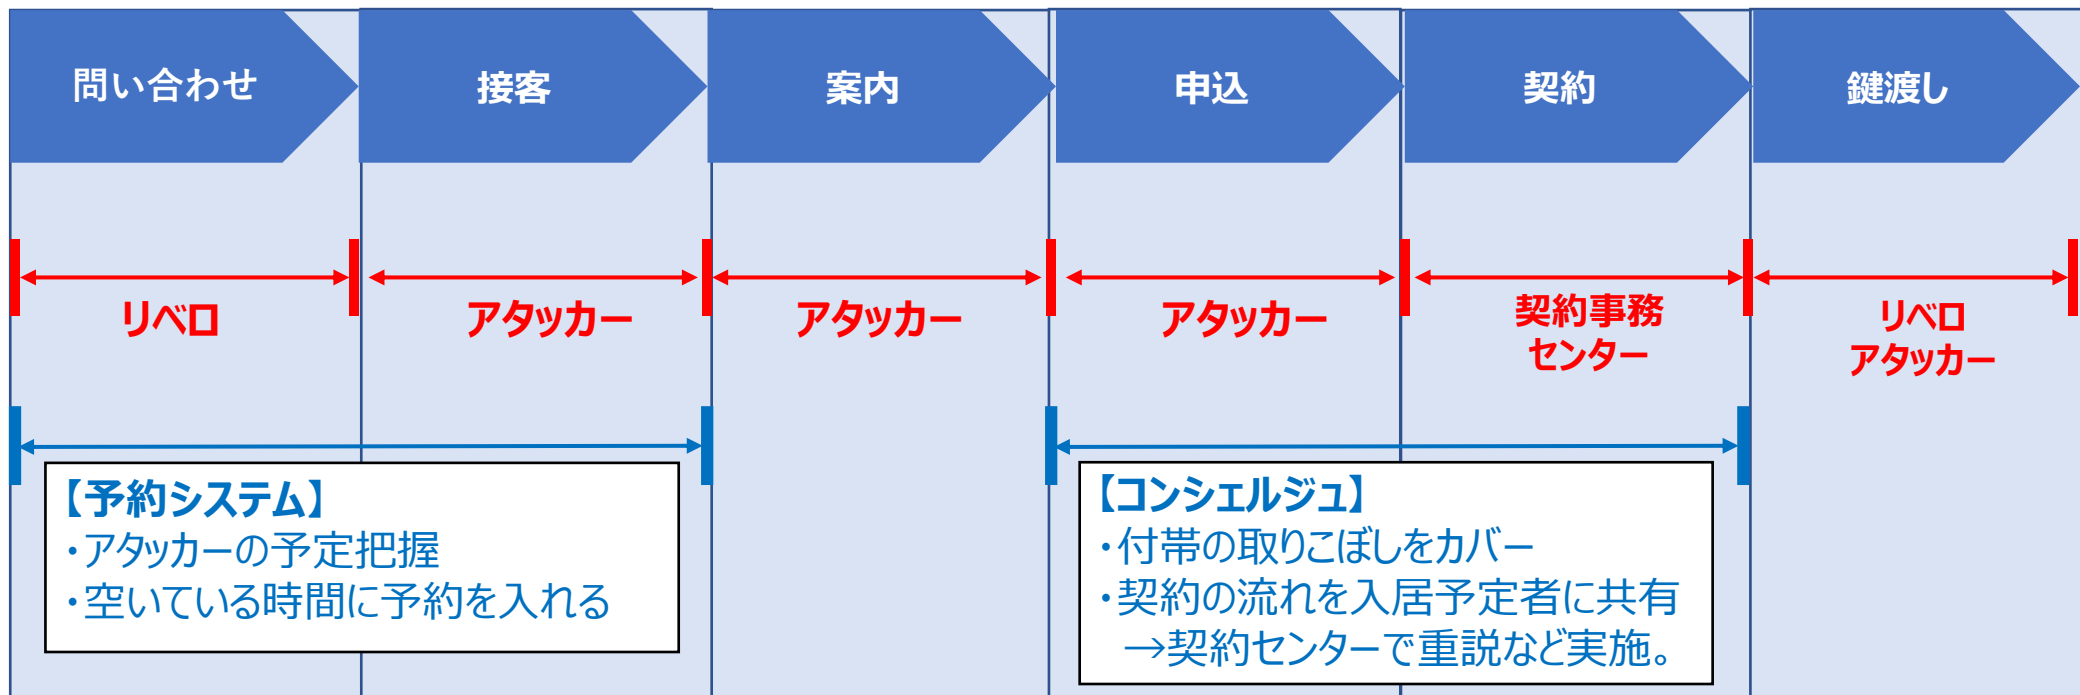 問い合わせ
接客
案内
申込
契約
鍵渡し
リベロ
アタッカー
アタッカー
アタッカー
契約事務
センター
リベロ
アタッカー
【予約システム】
・アタッカーの予定把握
・空いている時間に予約を入れる
【コンシェルジュ】
・付帯の取りこぼしをカバー
・契約の流れを入居予定者に共有
→契約センターで重説など実施。